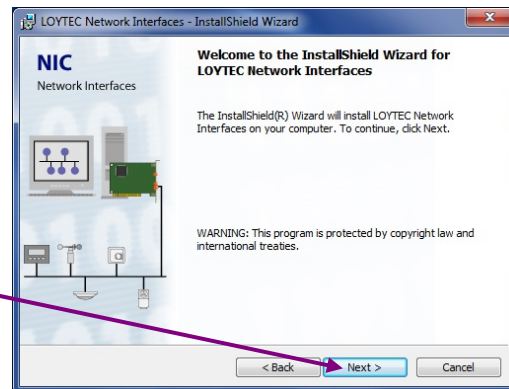 LOYTEC Network Interfaces - InstallShield Wizard
NIC
Network Interfaces
Welcome to the InstallShield Wizard for
LOYTEC Network Interfaces
The InstallShield(R) Wizard will install LOYTEC Network
Interfaces on your computer. To continue, click Next.
WARNING: This program is protected by copyright law and
international treaties.
< Back
Next >
Cancel